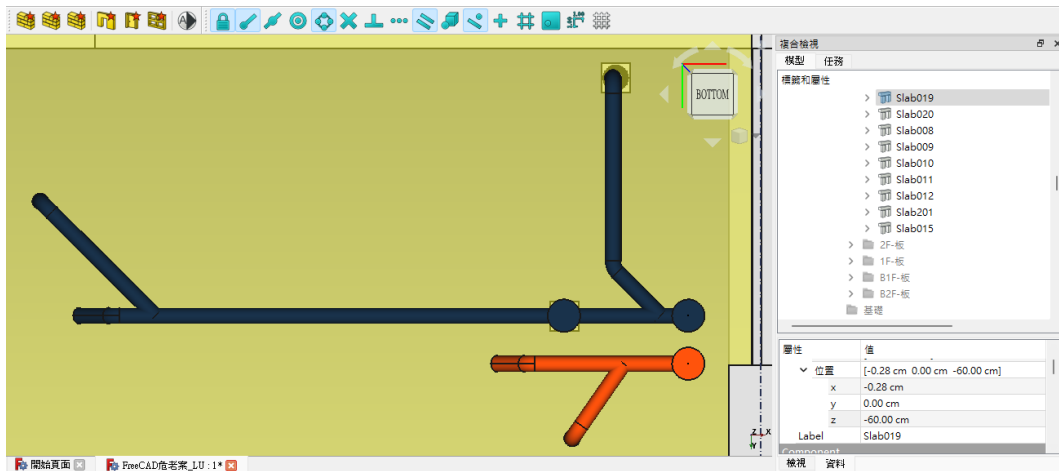 複合檢視
模型 任務
標籤和屬性
Slab019
Slab020
Slab008
Slab009
Slab010
Slab011
Slab012
Slab201
Slab015
2F-板
1F-板
B1F-板
B2F-板
基礎
BOTTOM
屬性 值
位置 [-0.28 cm 0.00 cm -60.00 cm]
x -0.28 cm
y 0.00 cm
z -60.00 cm
Label Slab019
Component
Z X
Y
開始頁面 FreeCAD危老案_LU : 1*
檢視 資料